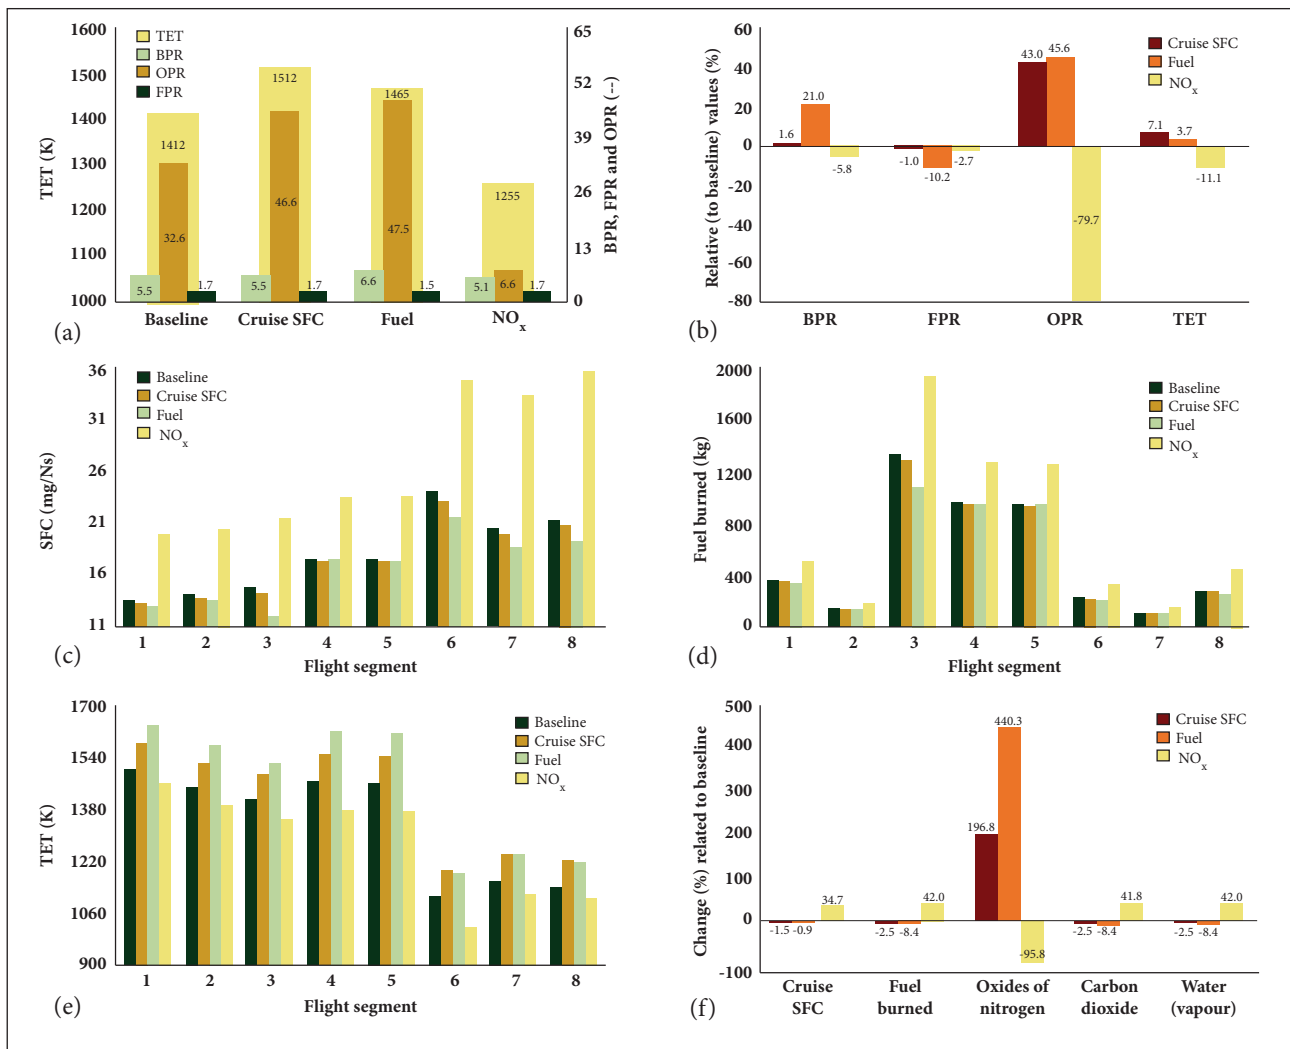 1600
1500
1400
1300
1200
1100
1000
TET (K)
TET
BPR
OPR
FPR
1412
32.6
5.5
1.7
1512
46.6
5.5
1.7
1465
47.5
6.6
1.5
1255
5.1
6.6
1.7
65
52
39
26
13
0
BPR, FPR and OPR (--)
Baseline
Cruise SFC
Fuel
NOx
(a)
60
40
20
0
-20
-40
-60
-80
Relative (to baseline) values (%)
Cruise SFC
Fuel
NOx
1.6
21.0
-5.8
-1.0
-10.2
-2.7
43.0
45.6
-79.7
7.1
3.7
-11.1
BPR
FPR
OPR
TET
(b)
36
31
26
21
16
11
SFC (mg/Ns)
Baseline
Cruise SFC
Fuel
NOx
1 2 3 4 5 6 7 8
Flight segment
(c)
2000
1600
1200
800
400
0
Fuel burned (kg)
Baseline
Cruise SFC
Fuel
NOx
1 2 3 4 5 6 7 8
Flight segment
(d)
1700
1540
1380
1220
1060
900
TET (K)
Baseline
Cruise SFC
Fuel
NOx
1 2 3 4 5 6 7 8
Flight segment
(e)
500
400
300
200
100
0
-100
Change (%) related to baseline
Cruise SFC
Fuel
NOx
-1.5 -0.9
34.7
-2.5 -8.4
42.0
196.8
440.3
-95.8
-2.5 -8.4
41.8
-2.5 -8.4
42.0
Cruise
SFC
Fuel
burned
Oxides of
nitrogen
Carbon
dioxide
Water
(vapour)
(f)